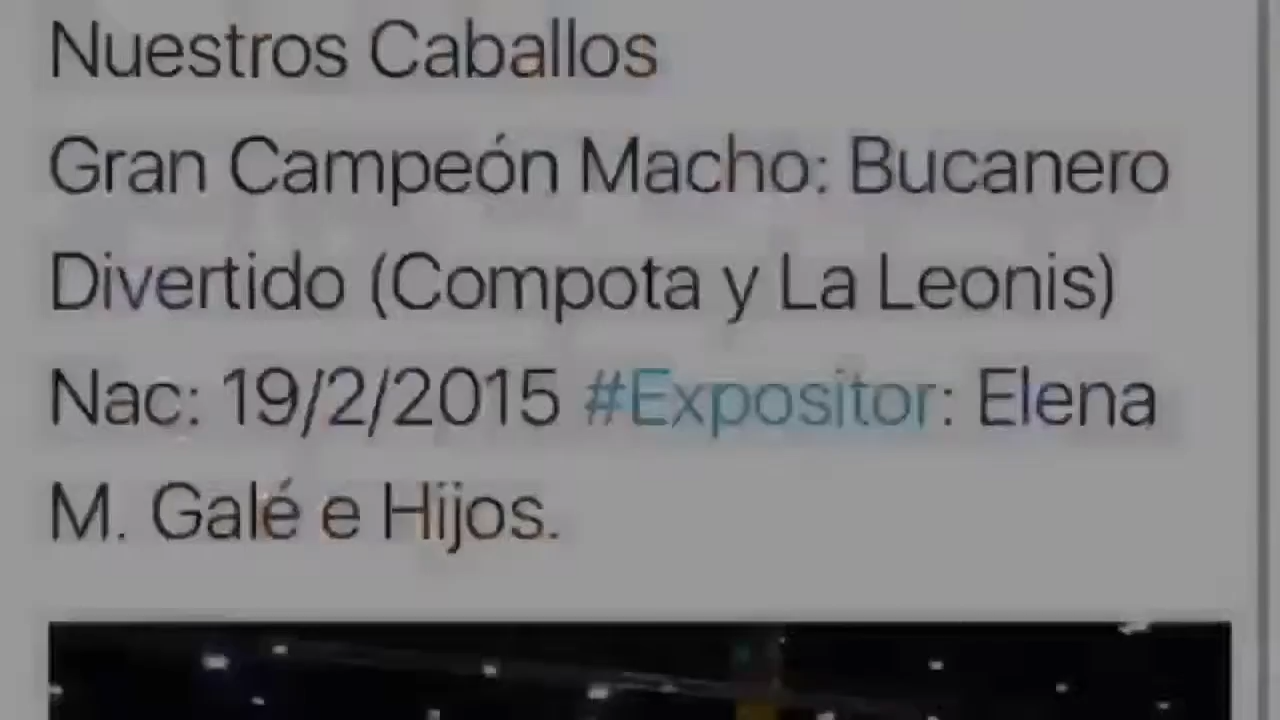 Nuestros Caballos
Gran Campeón Macho: Bucanero
Divertido (Compota y La Leonis)
Nac: 19/2/2015 #Expositor: Elena
M. Galé e Hijos.